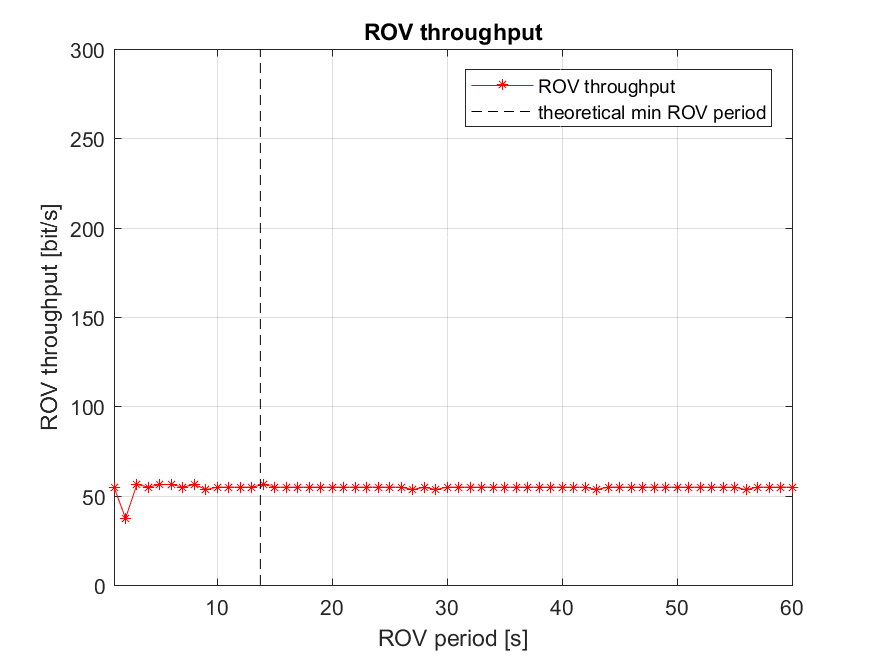 ROV throughput
300
250
200
150
100
50
0
ROV throughput [bit/s]
ROV throughput
theoretical min ROV period
10 20 30 40 50 60
ROV period [s]